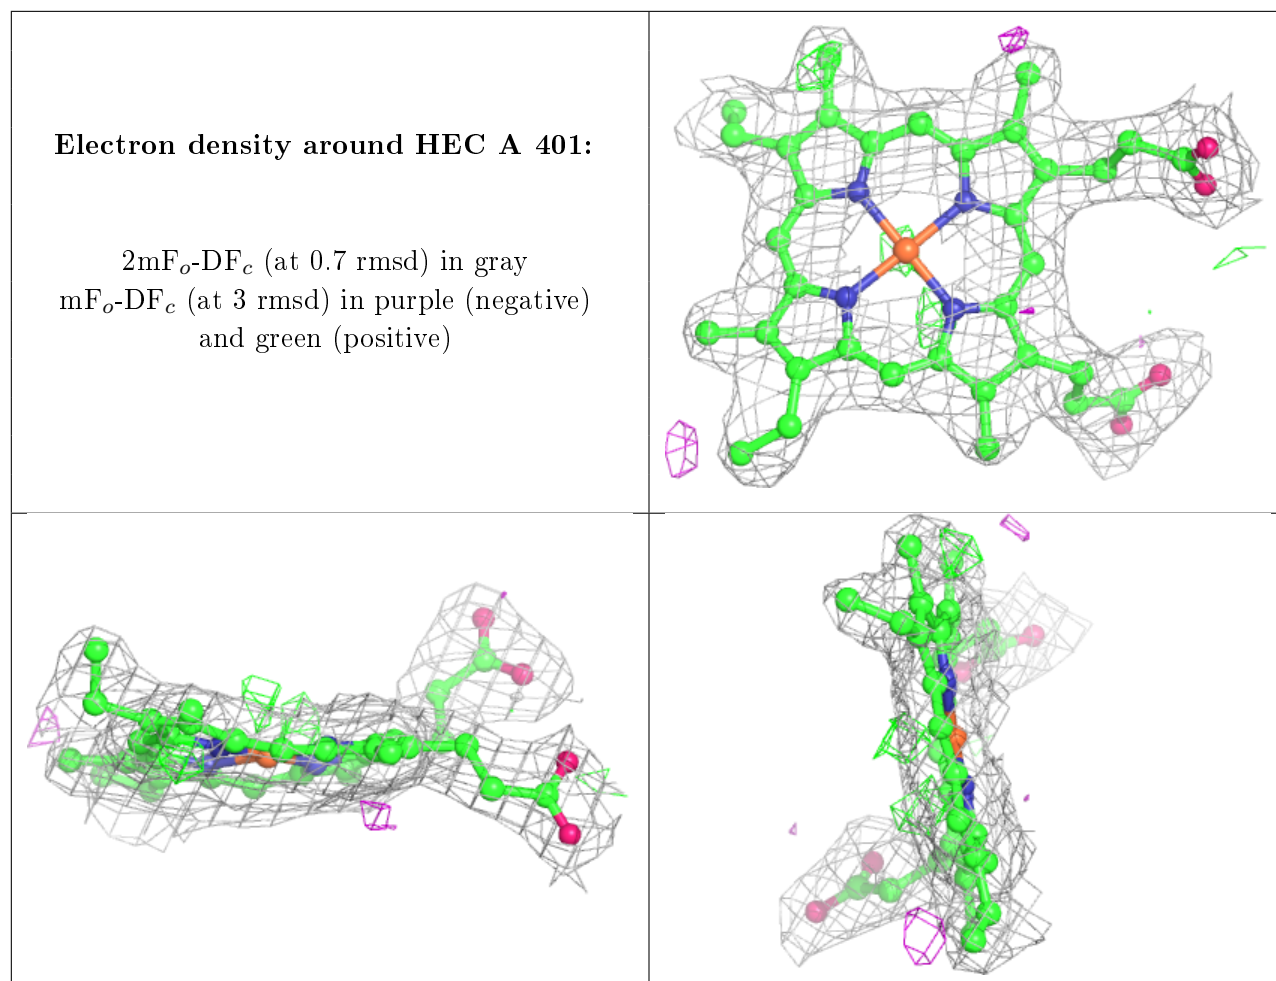 Electron density around HEC A 401:
2mF_o-DF_c (at 0.7 rmsd) in gray
mF_o-DF_c (at 3 rmsd) in purple (negative)
and green (positive)